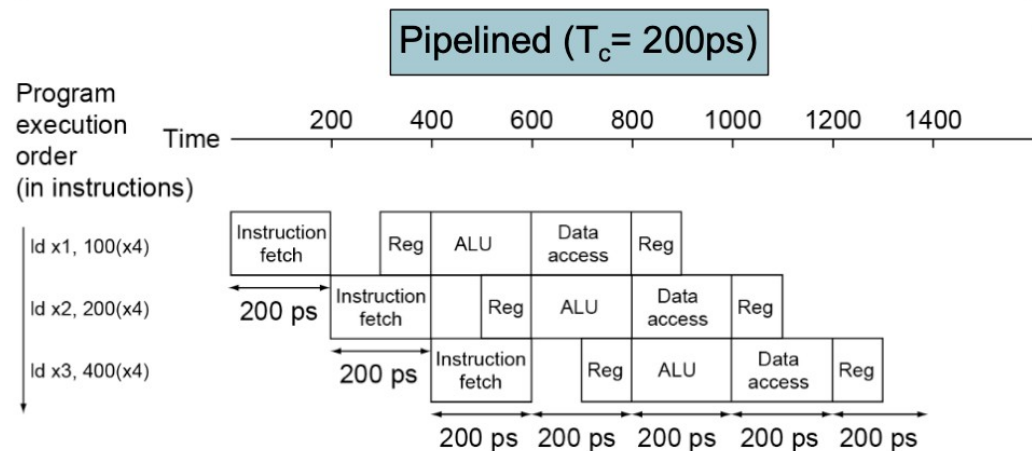 Pipelined (Tc= 200ps)
Program
execution
order
(in instructions)
Time
200 400 600 800 1000 1200 1400
ld x1, 100(x4)
Instruction
fetch
Reg
ALU
Data
access
Reg
200 ps
ld x2, 200(x4)
Instruction
fetch
Reg
ALU
Data
access
Reg
200 ps
ld x3, 400(x4)
Instruction
fetch
Reg
ALU
Data
access
Reg
200 ps 200 ps 200 ps 200 ps 200 ps